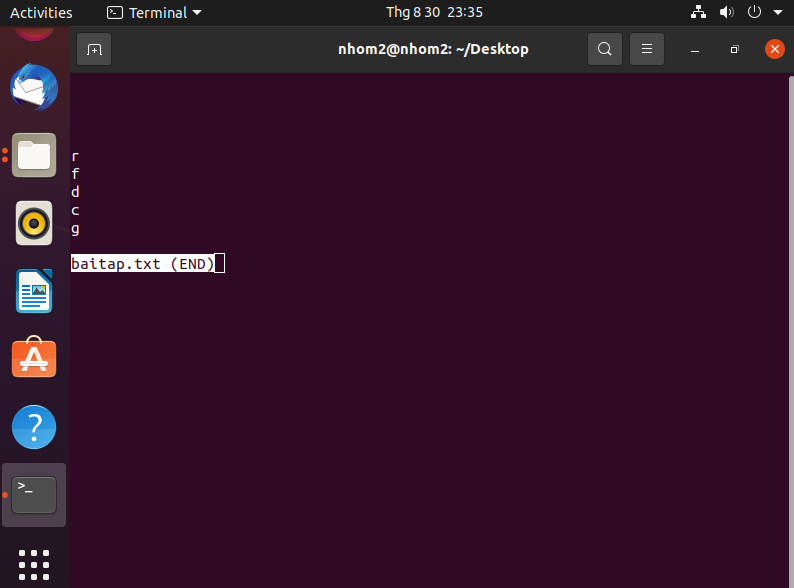 Activities Terminal Thg 8 30 23:35
nhom2@nhom2: ~/Desktop
r
f
d
c
g
baitap.txt (END)